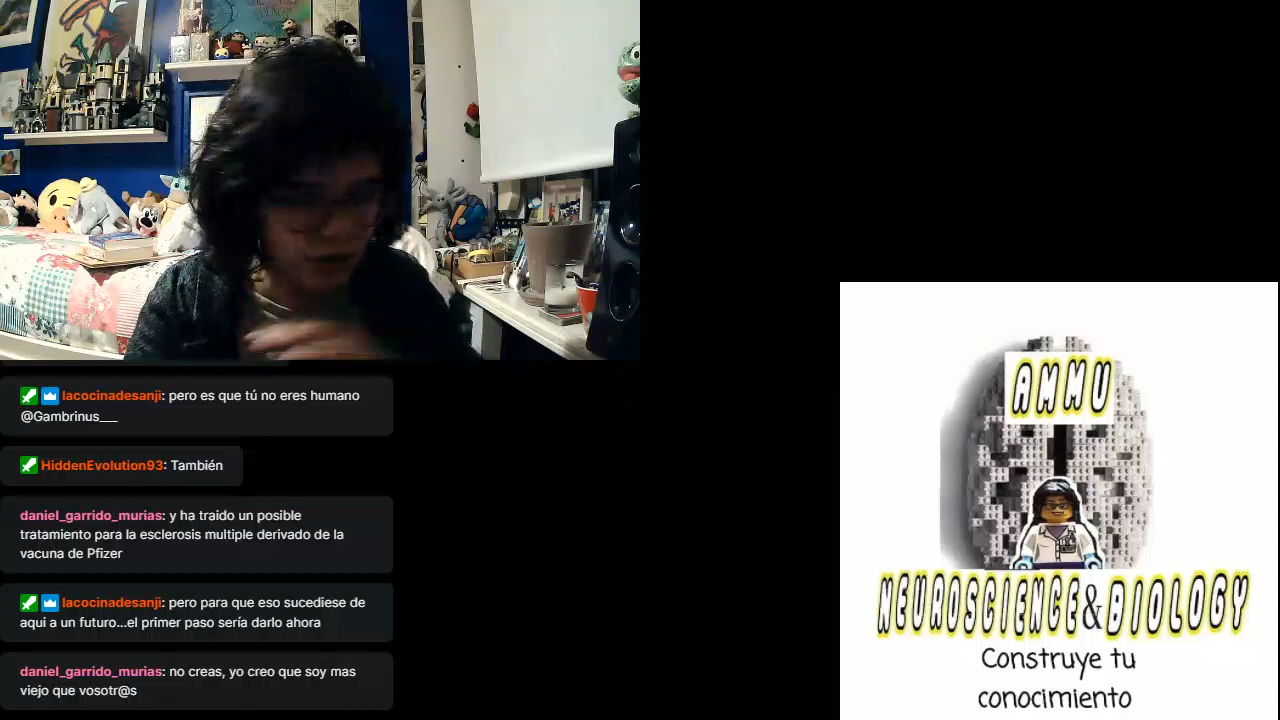 lacocinadesanji: pero es que tú no eres humano
@Gambrinus___
HiddenEvolution93: También
daniel_garrido_murias: y ha traido un posible
tratamiento para la esclerosis multiple derivado de la
vacuna de Pfizer
lacocinadesanji: pero para que eso sucediese de
aqui a un futuro...el primer paso sería darlo ahora
daniel_garrido_murias: no creas, yo creo que soy mas
viejo que vosotr@s
AMMU
NEUROSCIENCE&BIOLOGY
Construye tu
conocimiento